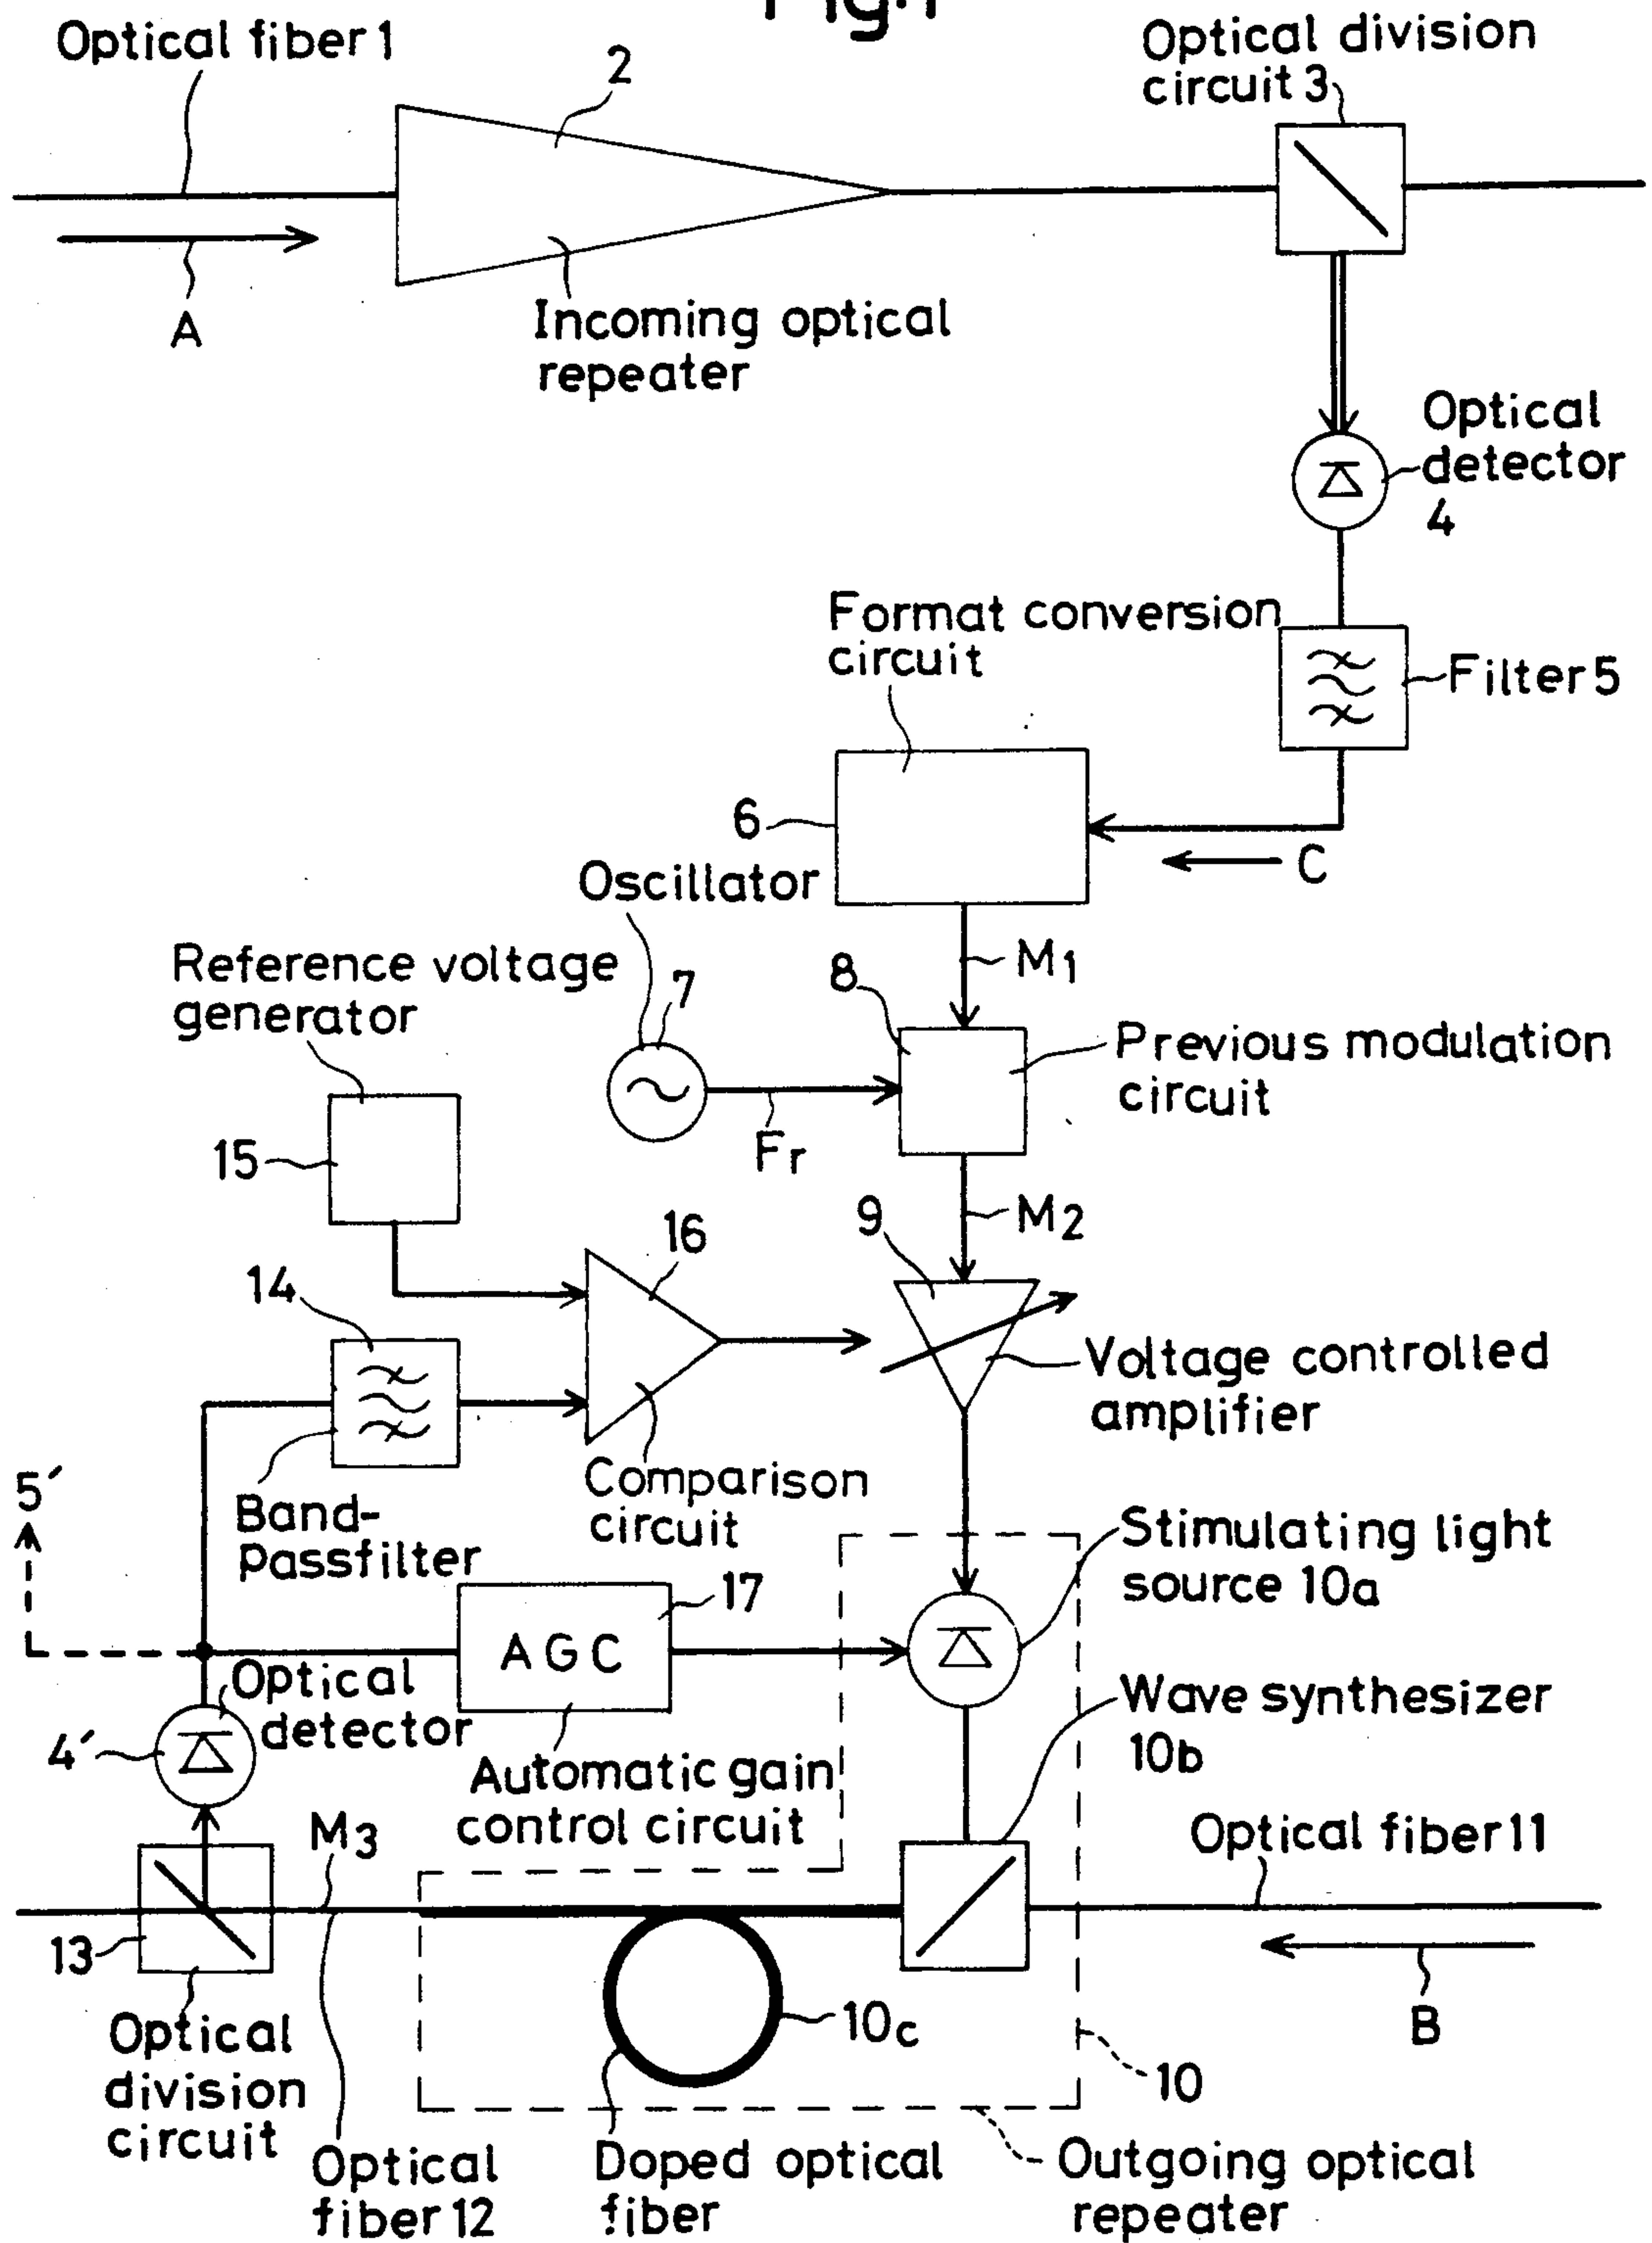 Fig.1
Optical fiber 1
2
Optical division
circuit 3
A
Incoming optical
repeater
Optical
detector
4
Format conversion
circuit
Filter 5
6
C
Oscillator
M1
Reference voltage
generator
7
8
Previous modulation
circuit
15
Fr
M2
9
16
14
Voltage controlled
amplifier
5′
Comparison
circuit
Band-
Passfilter
Stimulating light
source 10a
17
AGC
Optical
detector
4′
Wave synthesizer
10b
Automatic gain
control circuit
M3
Optical fiber 11
13
10c
B
Optical
division
circuit
10
Optical
fiber 12
Doped optical
fiber
Outgoing optical
repeater